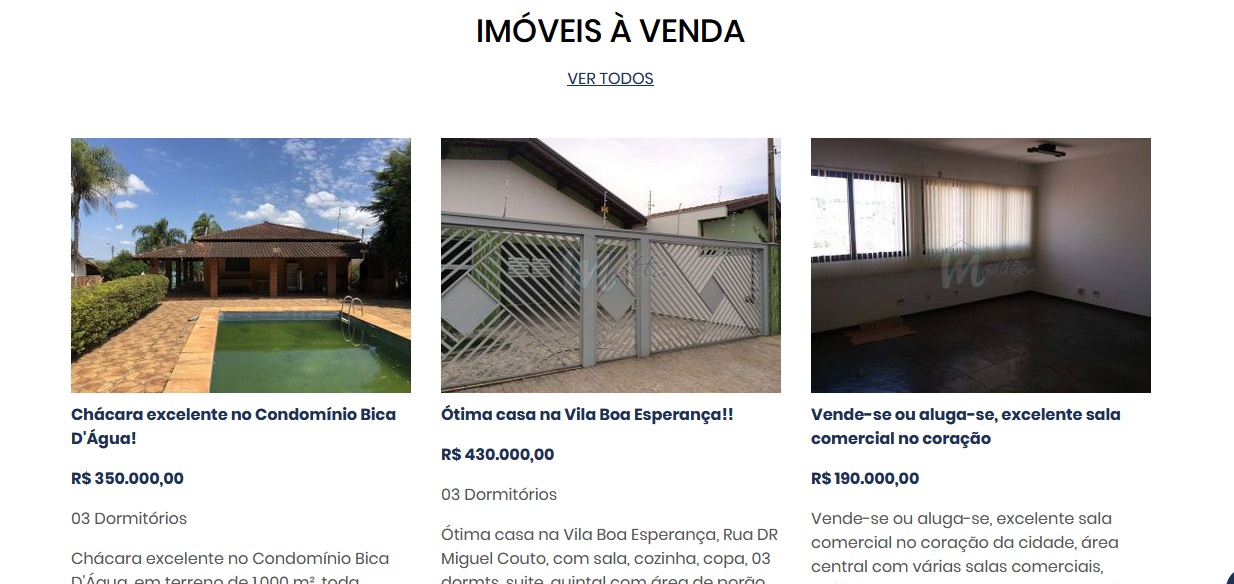 IMÓVEIS À VENDA
VER TODOS
Chácara excelente no Condomínio Bica
D'Água!
R$ 350.000,00
03 Dormitórios
Chácara excelente no Condomínio Bica
D'Água, em terreno de 1.000 m², toda
Ótima casa na Vila Boa Esperança!!
R$ 430.000,00
03 Dormitórios
Ótima casa na Vila Boa Esperança, Rua DR
Miguel Couto, com sala, cozinha, copa, 03
dormts, suite, quintal com área de porão
Motta
Vende-se ou aluga-se, excelente sala
comercial no coração
R$ 190.000,00
Vende-se ou aluga-se, excelente sala
comercial no coração da cidade, área
central com várias salas comerciais,